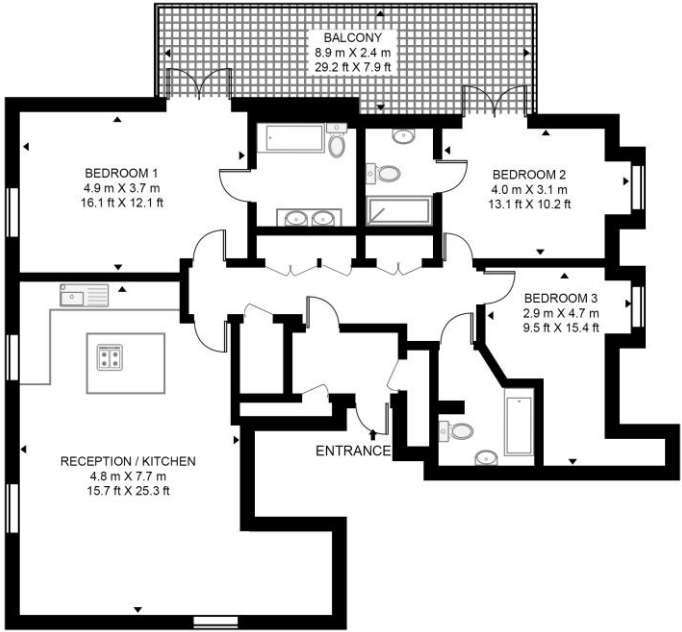 BALCONY
8.9 m X 2.4 m
29.2 ft X 7.9 ft
BEDROOM 1
4.9 m X 3.7 m
16.1 ft X 12.1 ft
BEDROOM 2
4.0 m X 3.1 m
13.1 ft X 10.2 ft
BEDROOM 3
2.9 m X 4.7 m
9.5 ft X 15.4 ft
ENTRANCE
RECEPTION / KITCHEN
4.8 m X 7.7 m
15.7 ft X 25.3 ft